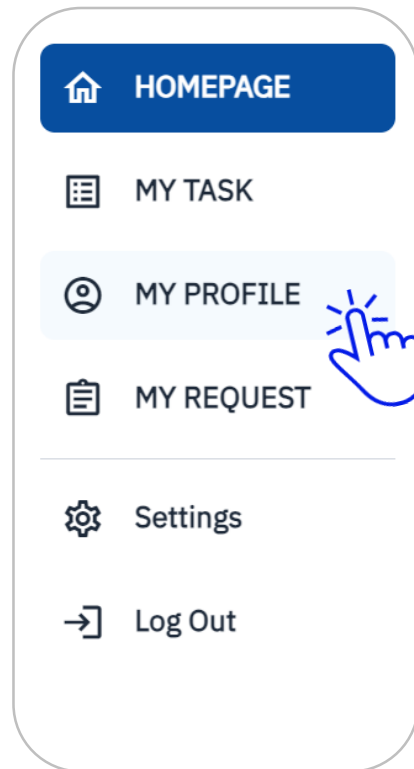 HOMEPAGE
MY TASK
MY PROFILE
MY REQUEST
Settings
Log Out